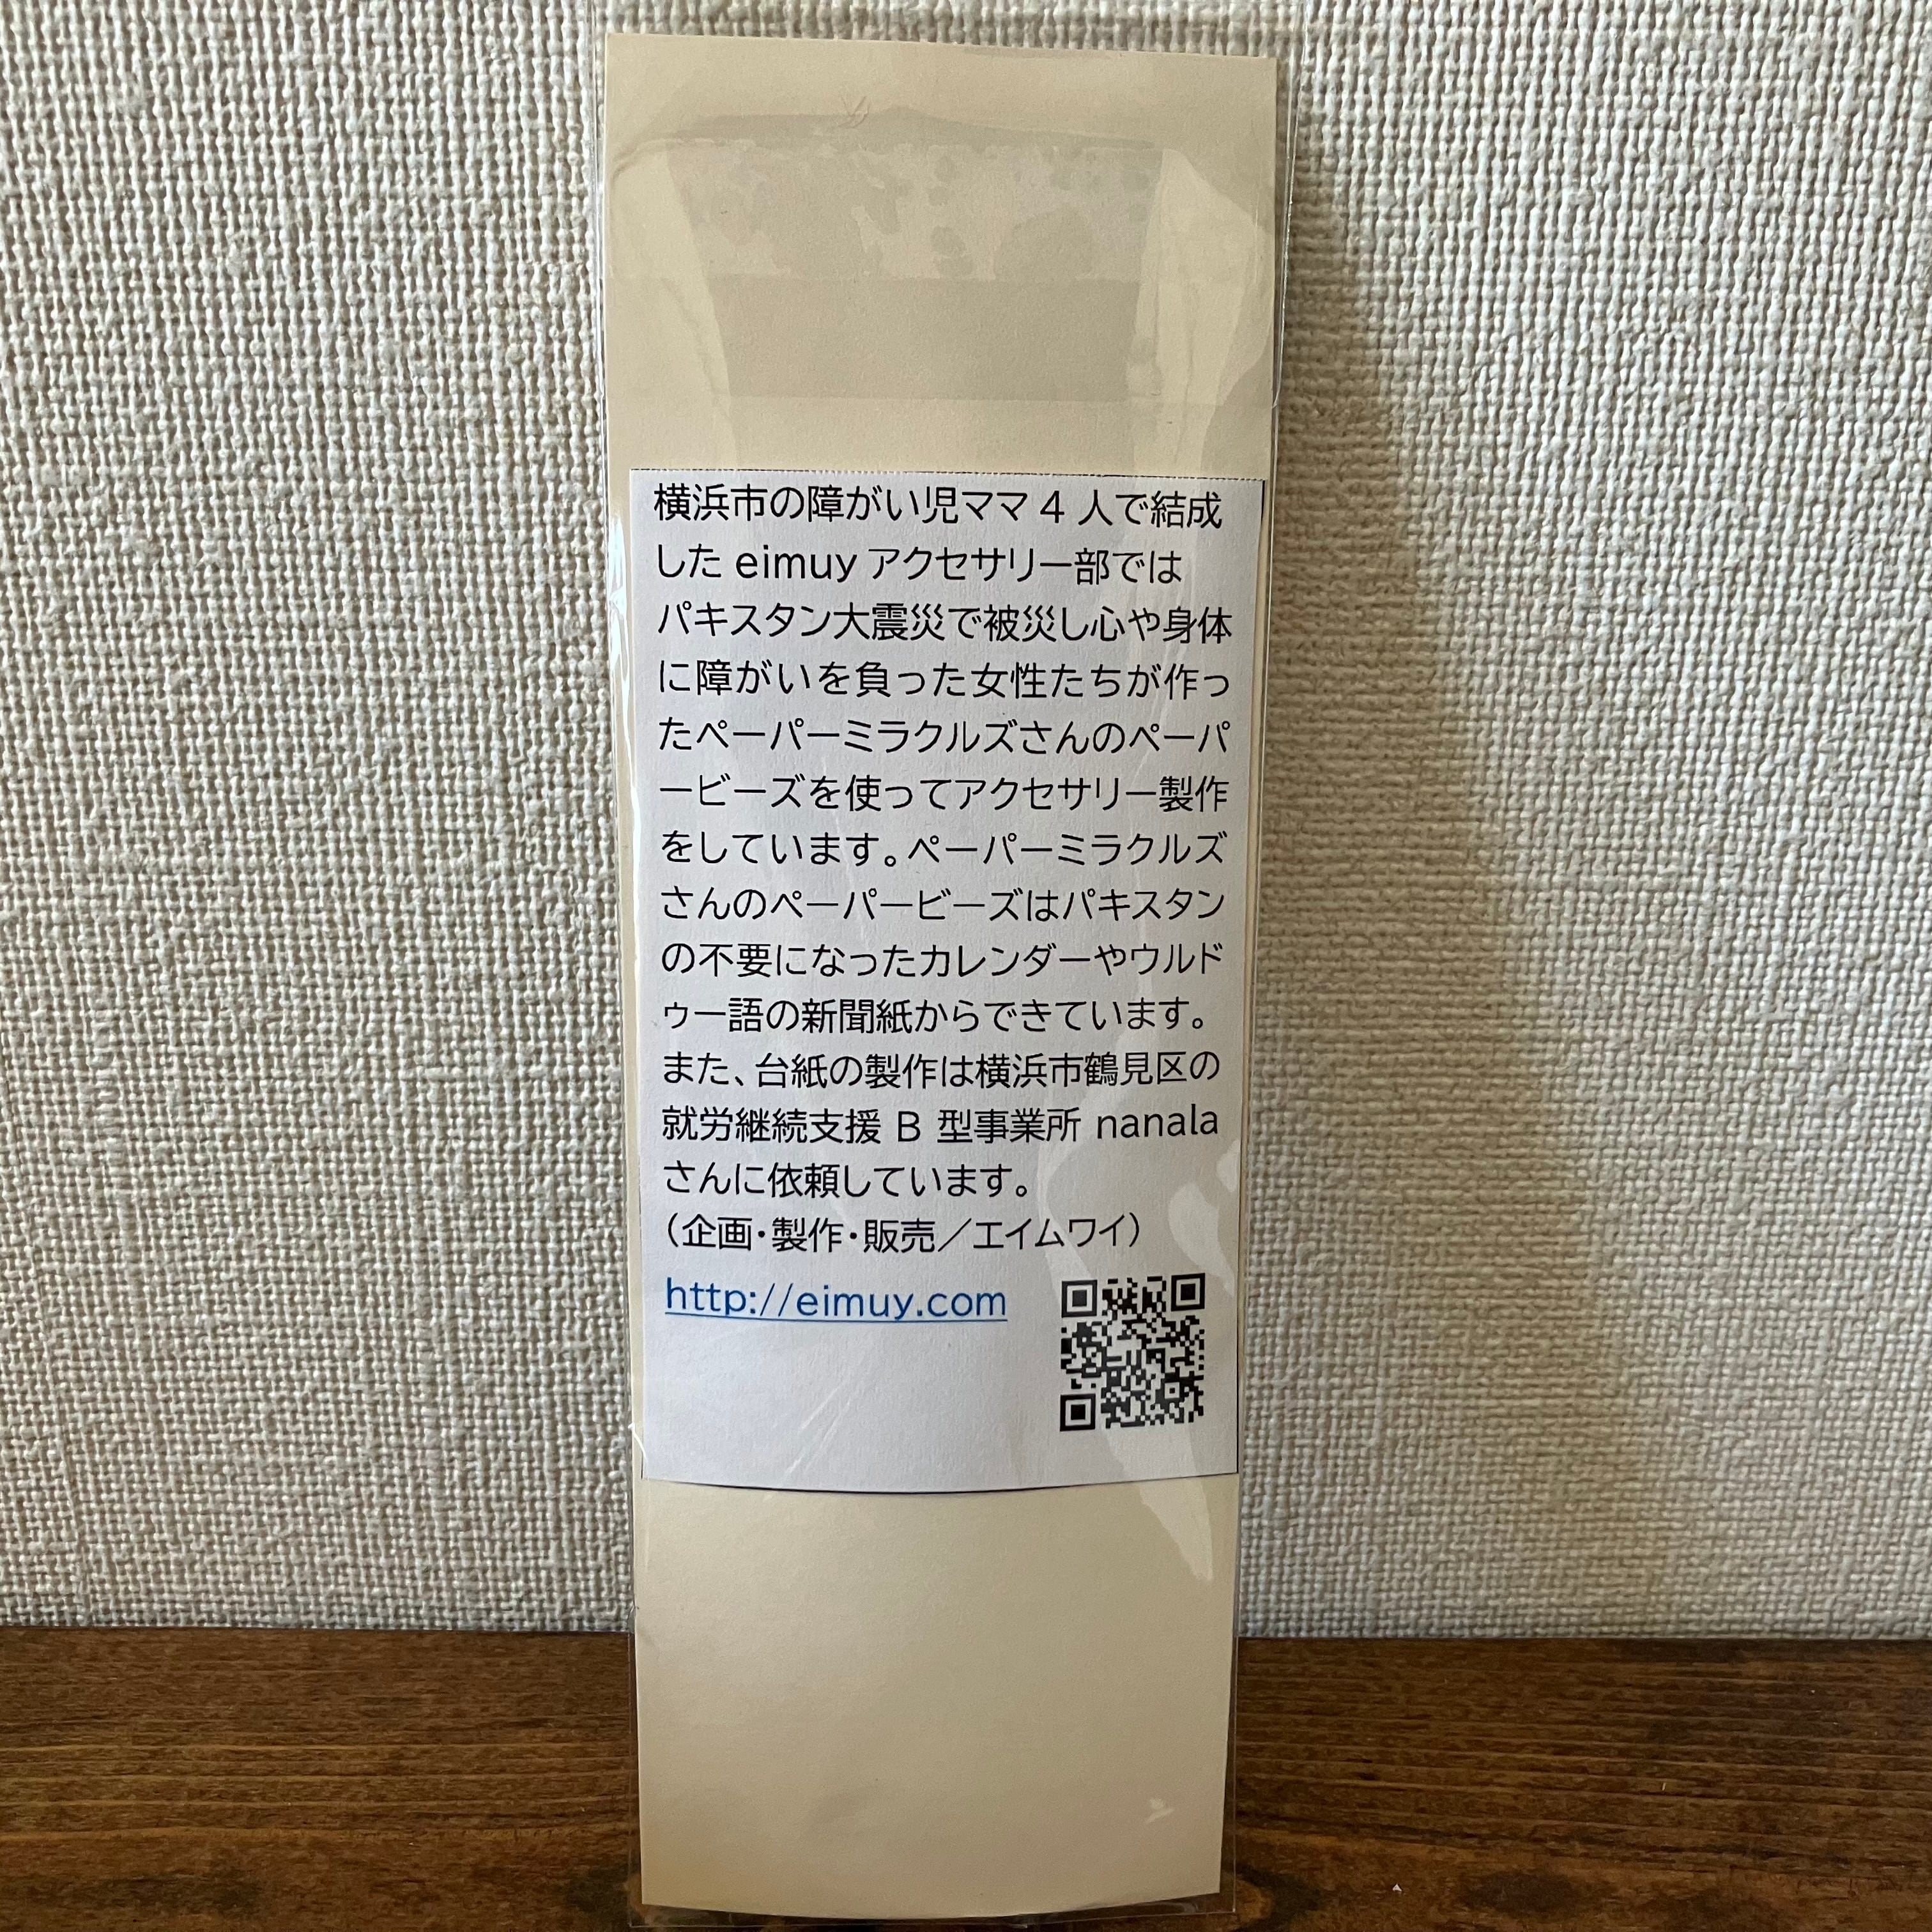 横浜市の障がい児ママ 4 人で結成
した eimuy アクセサリー部では
パキスタン大震災で被災し心や身体
に障がいを負った女性たちが作っ
たペーパーミラクルズさんのペーパ
ービーズを使ってアクセサリー製作
をしています。ペーパーミラクルズ
さんのペーパービーズはパキスタン
の不要になったカレンダーやウルド
ゥー語の新聞紙からできています。
また、台紙の製作は横浜市鶴見区の
就労継続支援 B 型事業所 nanala
さんに依頼しています。
（企画・製作・販売／エイムワイ）
http://eimuy.com